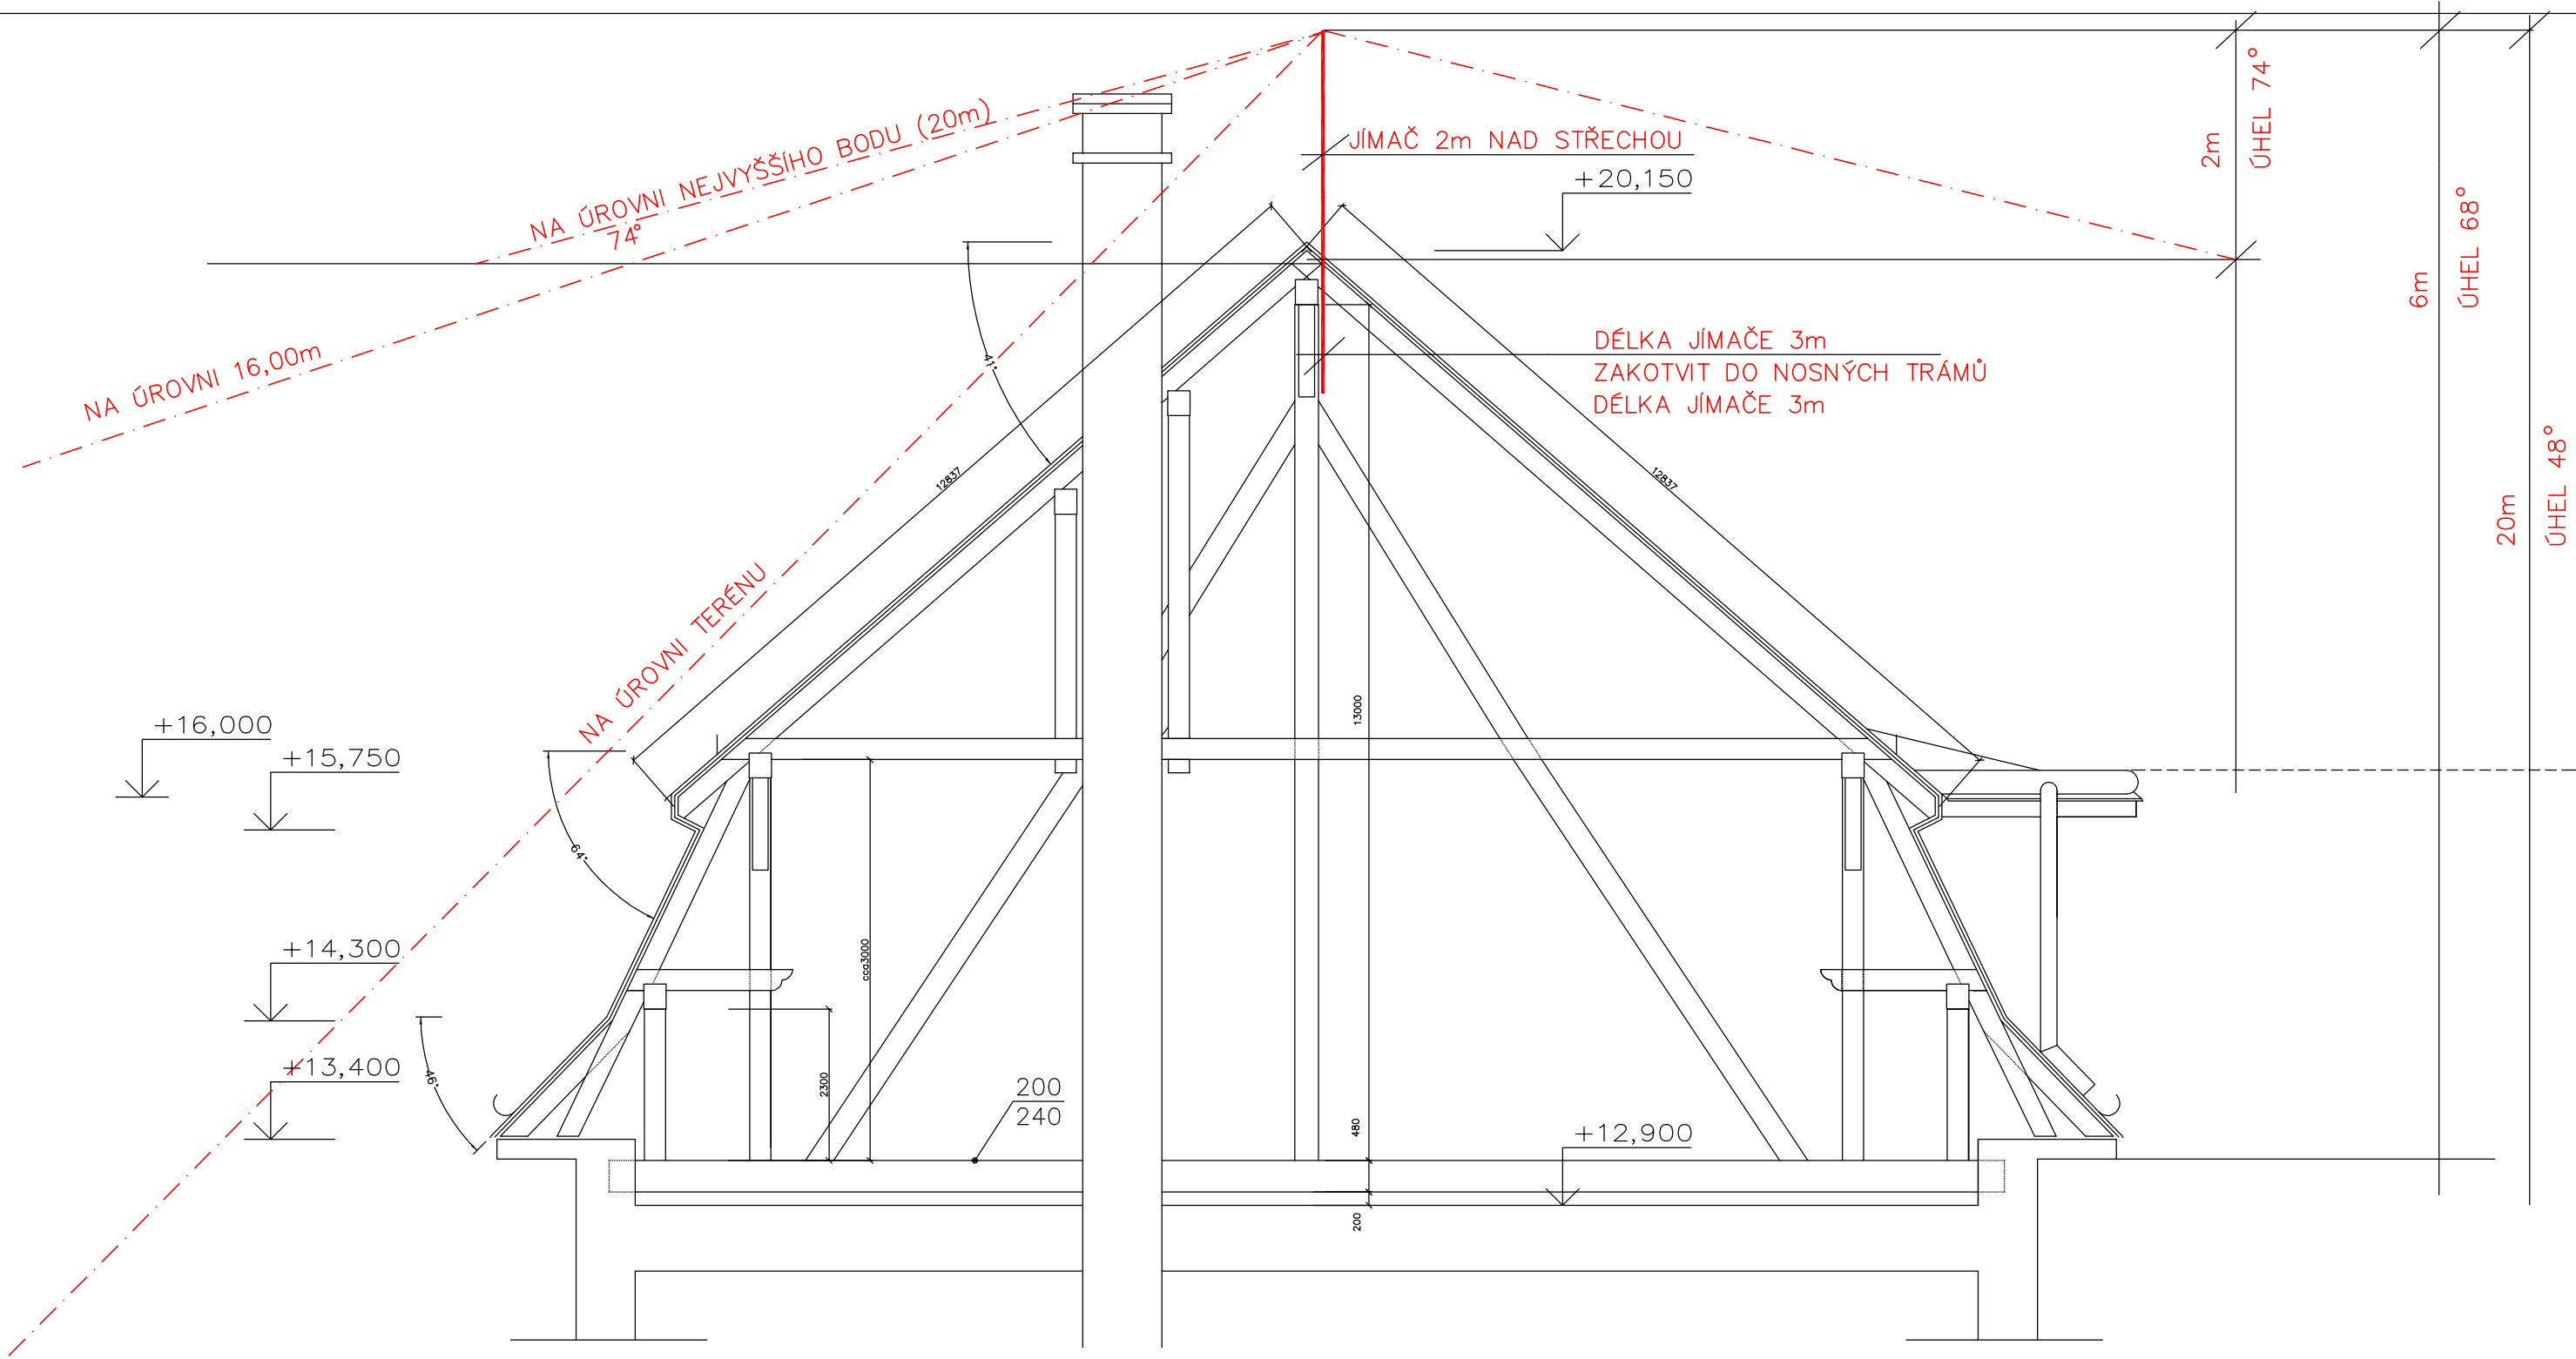 NA ÚROVNI NEJVYŠŠÍHO BODU (20m)
74°
NA ÚROVNI 16,00m
NA ÚROVNI TERÉNU
JÍMAČ 2m NAD STŘECHOU
+20,150
DÉLKA JÍMAČE 3m
ZAKOTVIT DO NOSNÝCH TRÁMŮ
DÉLKA JÍMAČE 3m
2m
ÚHEL 74°
6m
ÚHEL 68°
20m
ÚHEL 48°
41°
12837
12837
13000
+16,000
+15,750
64°
+14,300
cca3000
+13,400
46°
2300
200
240
480
+12,900
200